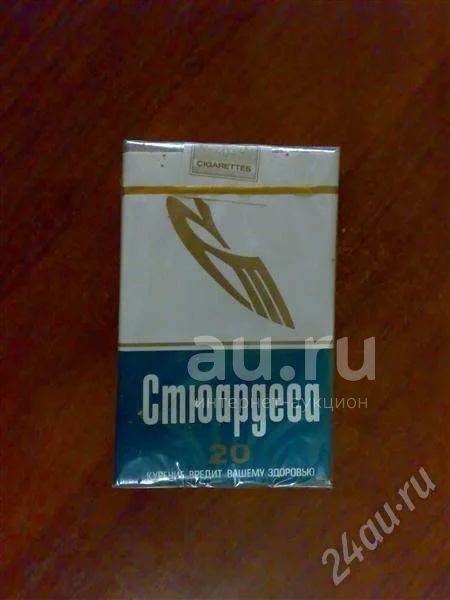 CIGARETTES
au.ru
интернет-аукцион
Стюардесса
20
КУРЕНИЕ ВРЕДИТ ВАШЕМУ ЗДОРОВЬЮ
24au.ru